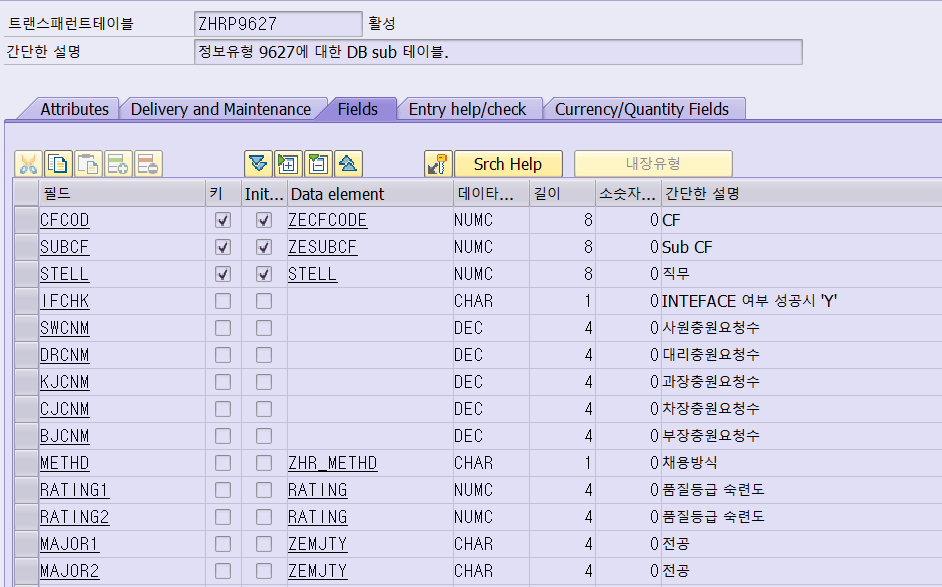 트랜스패런트테이블 ZHRP9627 활성
간단한 설명 정보유형 9627에 대한 DB sub 테이블.
Attributes Delivery and Maintenance Fields Entry help/check Currency/Quantity Fields
Srch Help 내장유형
필드 키 Init... Data element 데이타... 길이 소숫자... 간단한 설명
CFCOD ZECFCODE NUMC 8 0 CF
SUBCF ZESUBCF NUMC 8 0 Sub CF
STELL STELL NUMC 8 0 직무
IFCHK CHAR 1 0 INTEFACE 여부 성공시 'Y'
SWCNM DEC 4 0 사원충원요청수
DRCNM DEC 4 0 대리충원요청수
KJCNM DEC 4 0 과장충원요청수
CJCNM DEC 4 0 차장충원요청수
BJCNM DEC 4 0 부장충원요청수
METHD ZHR_METHD CHAR 1 0 채용방식
RATING1 RATING NUMC 4 0 품질등급 숙련도
RATING2 RATING NUMC 4 0 품질등급 숙련도
MAJOR1 ZEMJTY CHAR 4 0 전공
MAJOR2 ZEMJTY CHAR 4 0 전공